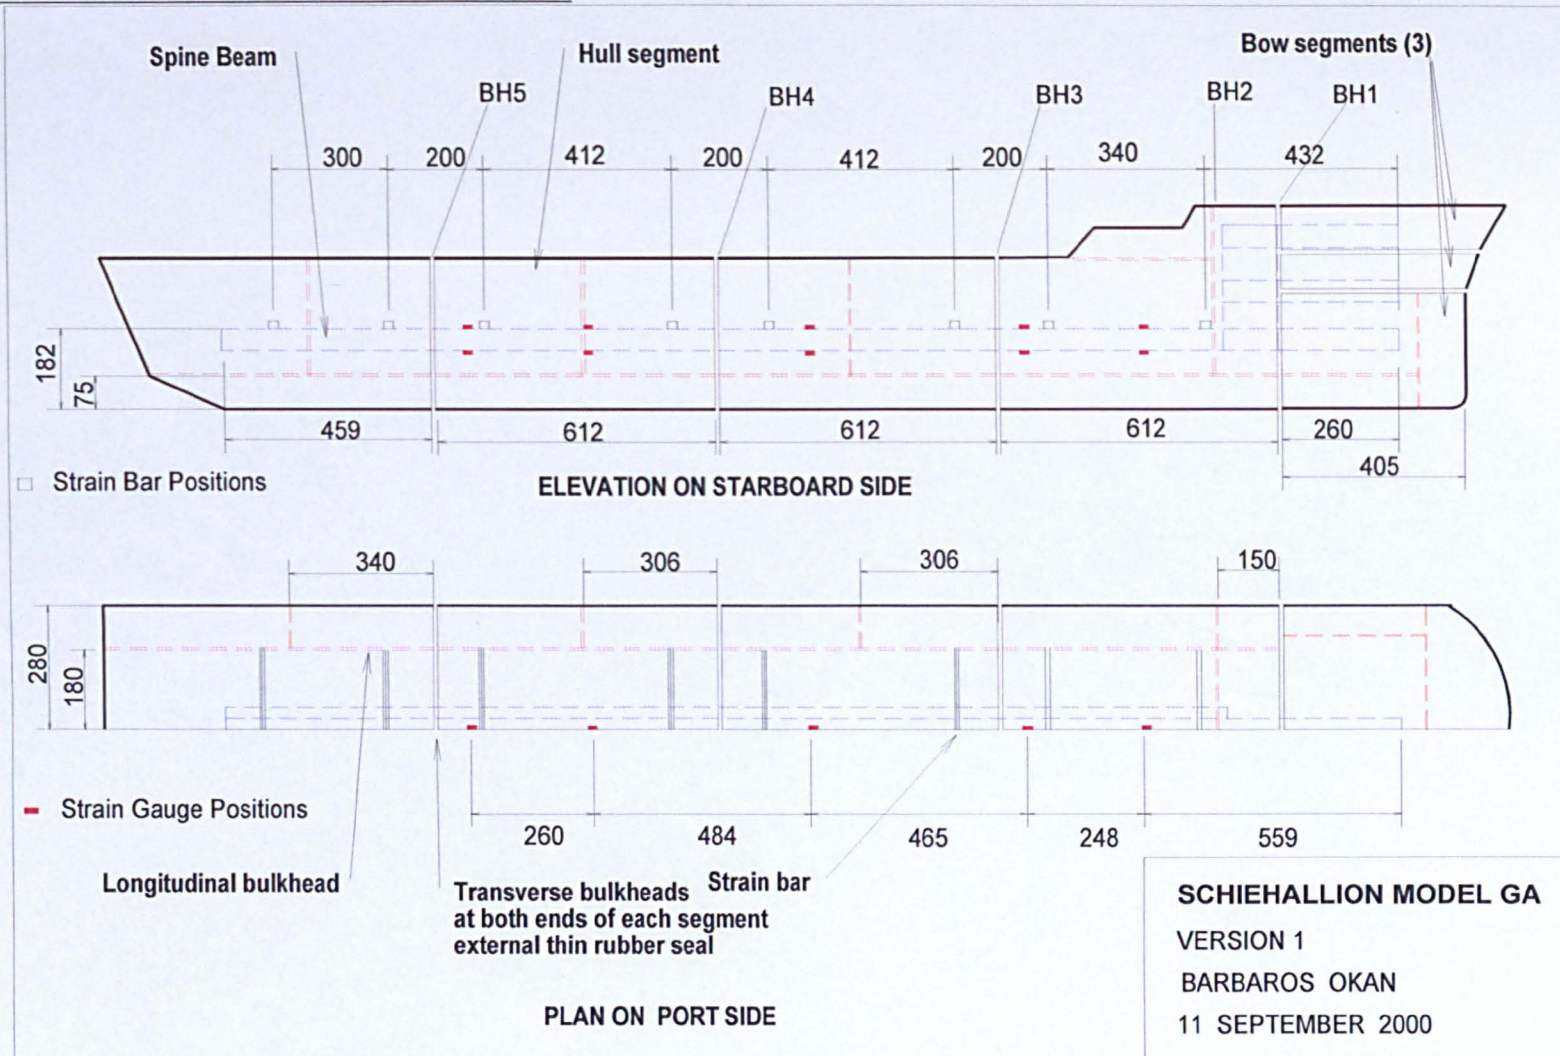 Spine Beam
Hull segment
Bow segments (3)
BH5
BH4
BH3
BH2
BH1
300
200
412
200
412
200
340
432
182
75
459
612
612
612
260
405
Strain Bar Positions
ELEVATION ON STARBOARD SIDE
340
306
306
150
280
180
Strain Gauge Positions
260
484
465
248
559
Longitudinal bulkhead
Transverse bulkheads
at both ends of each segment
external thin rubber seal
Strain bar
PLAN ON PORT SIDE
SCHIEHALLION MODEL GA
VERSION 1
BARBAROS OKAN
11 SEPTEMBER 2000